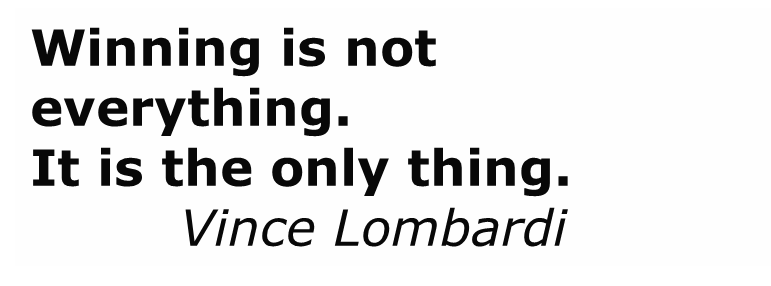 Winning is not
everything.
It is the only thing.
Vince Lombardi